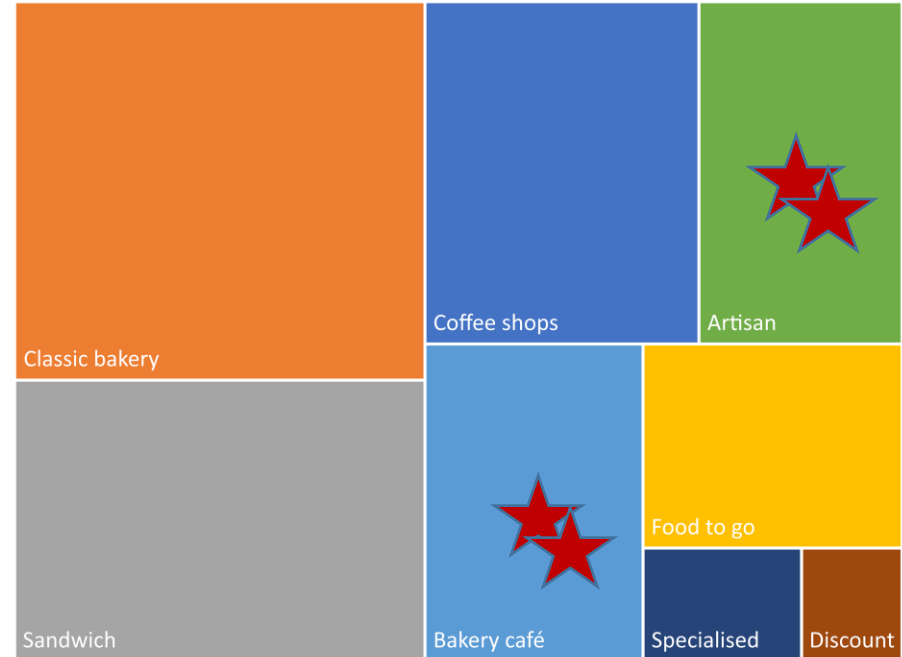 Classic bakery
Coffee shops
Artisan
Sandwich
Bakery café
Food to go
Specialised
Discount